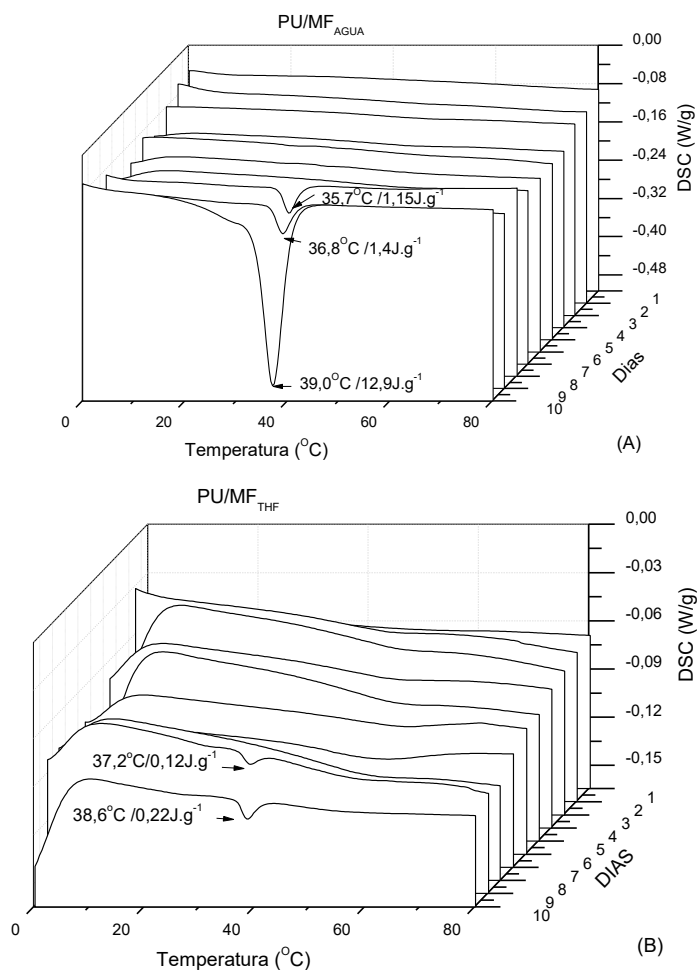 PU/MF AGUA
0,00
-0,08
-0,16
-0,24
-0,32
-0,40
-0,48
DSC (W/g)
35,7°C /1,15J.g-1
36,8°C /1,4J.g-1
39,0°C /12,9J.g-1
1
2
3
4
5
6
7
8
9
10
Dias
0
20
40
60
80
Temperatura (°C)
(A)
PU/MF THF
0,00
-0,03
-0,06
-0,09
-0,12
-0,15
DSC (W/g)
37,2°C/0,12J.g-1
38,6°C /0,22J.g-1
1
2
3
4
5
6
7
8
9
10
DIAS
0
20
40
60
80
Temperatura (°C)
(B)